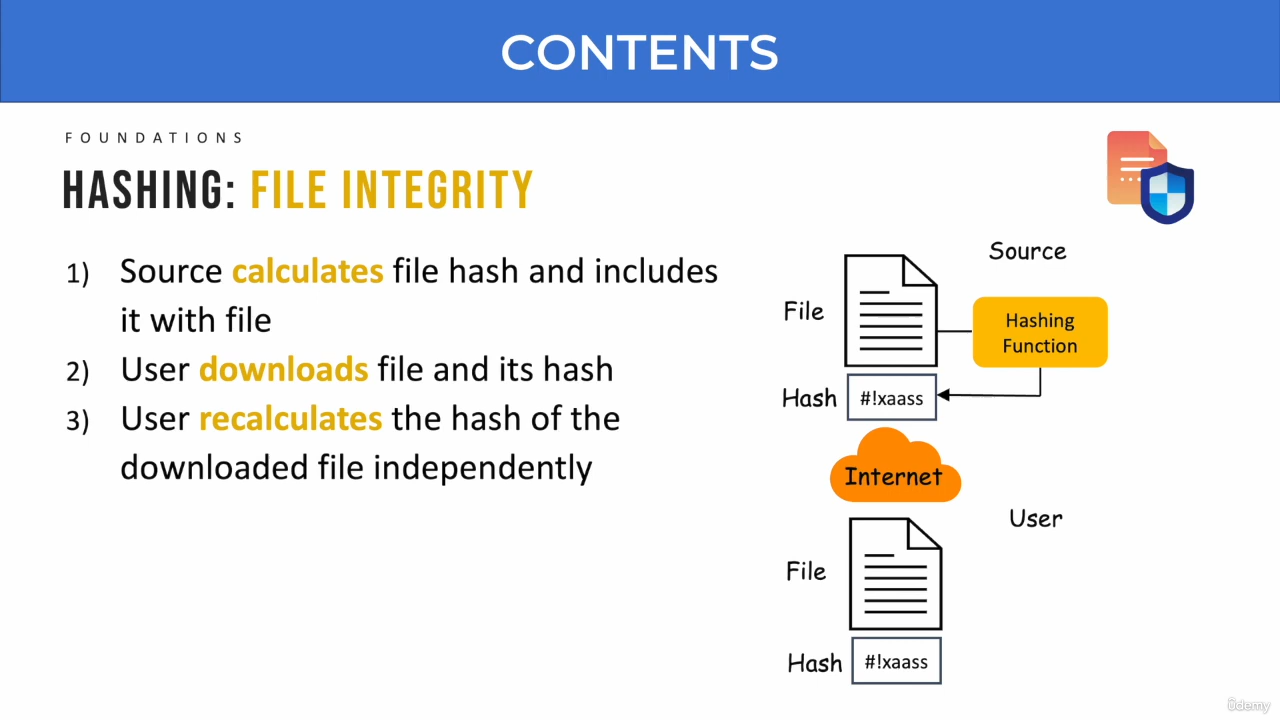 CONTENTS
FOUNDATIONS
HASHING: FILE INTEGRITY
1) Source calculates file hash and includes
it with file
2) User downloads file and its hash
3) User recalculates the hash of the
downloaded file independently
Source
File
Hashing
Function
Hash
#!xaass
Internet
User
File
Hash
#!xaass
ûdemy